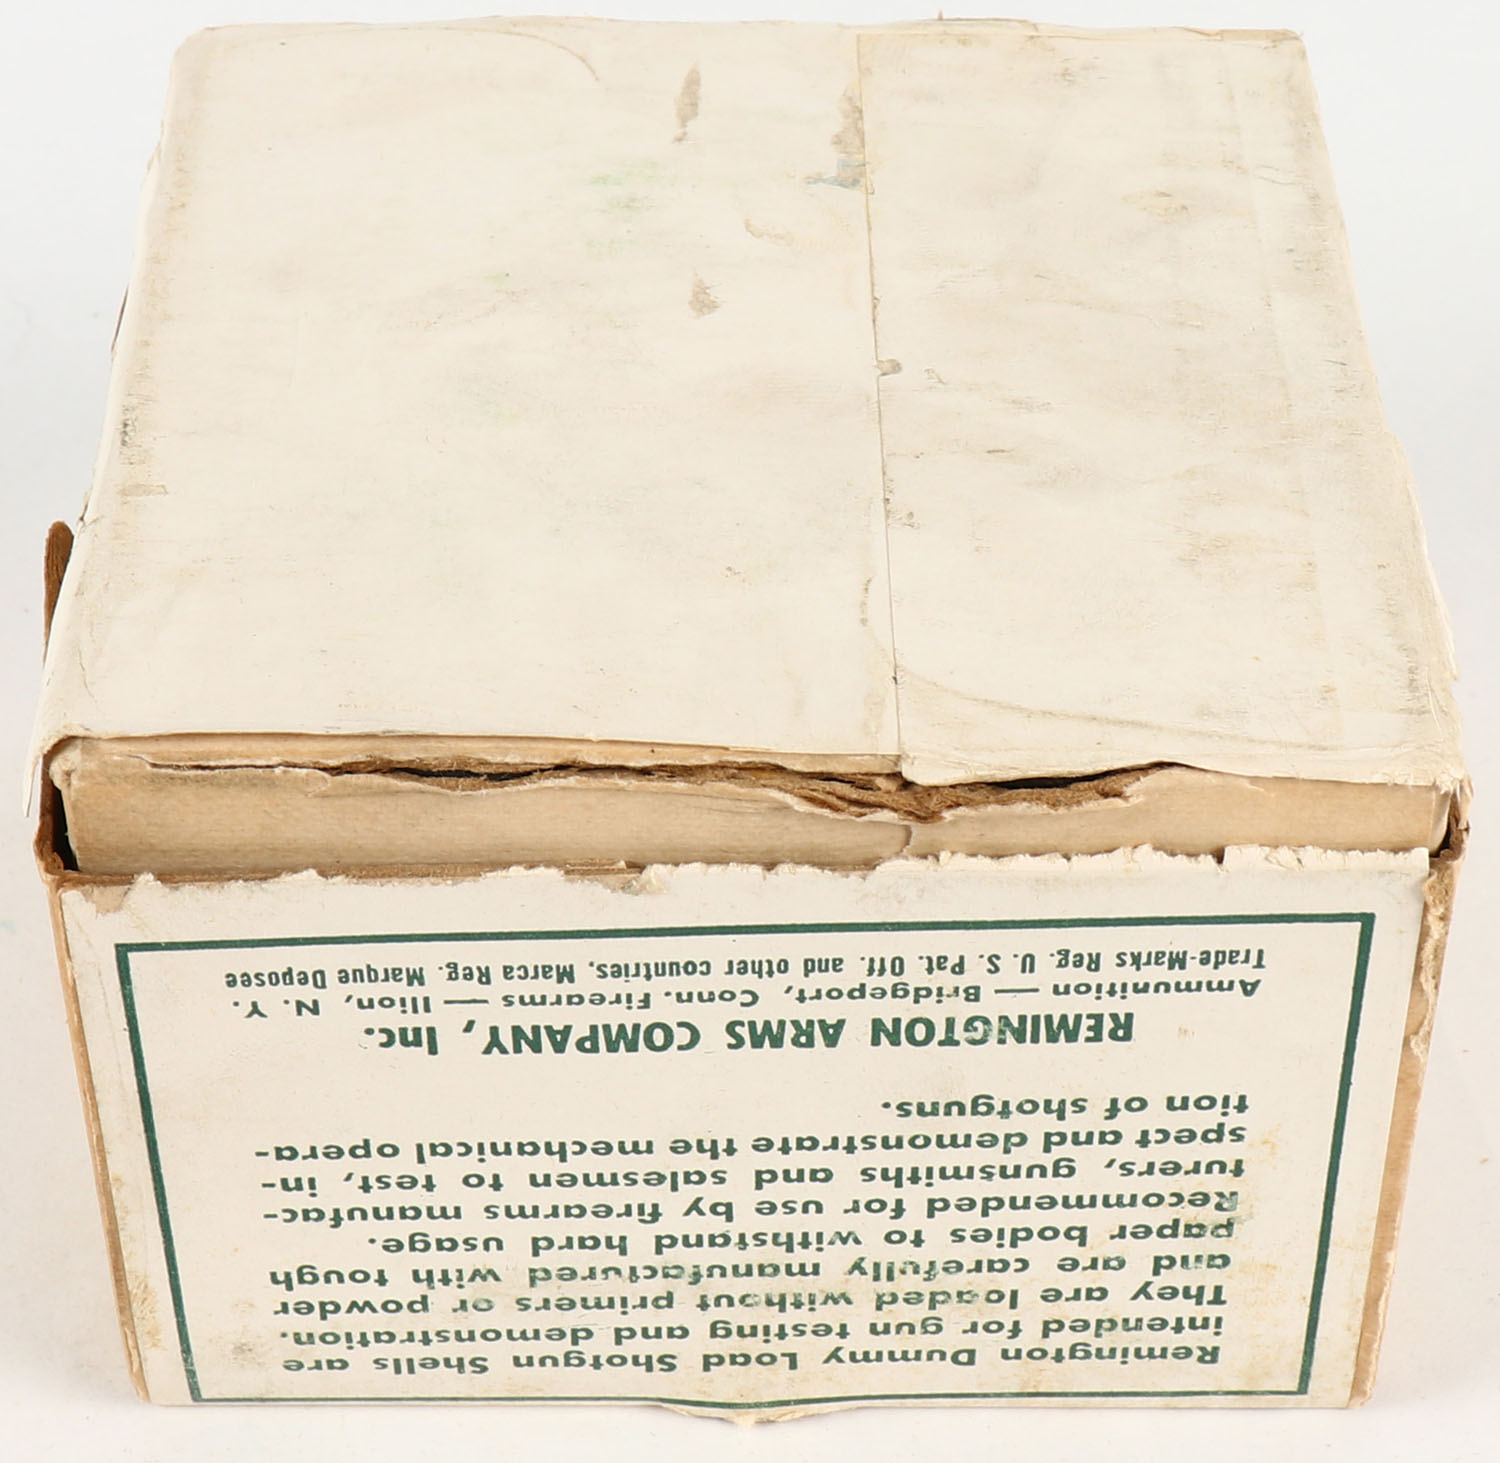 Remington Dummy Load Shotgun Shells are
intended for gun testing and demonstration.
They are loaded without primers or powder
and are carefully manufactured with tough
paper bodies to withstand hard usage.
Recommended for use by firearms manufac-
turers, gunsmiths and salesmen to test, in-
spect and demonstrate the mechanical opera-
tion of shotguns.
REMINGTON ARMS COMPANY, Inc.
Ammunition — Bridgeport, Conn. Firearms — Ilion, N. Y.
Trade-Marks Reg. U. S. Pat. Off. and other countries, Marca Reg. Marque Deposee